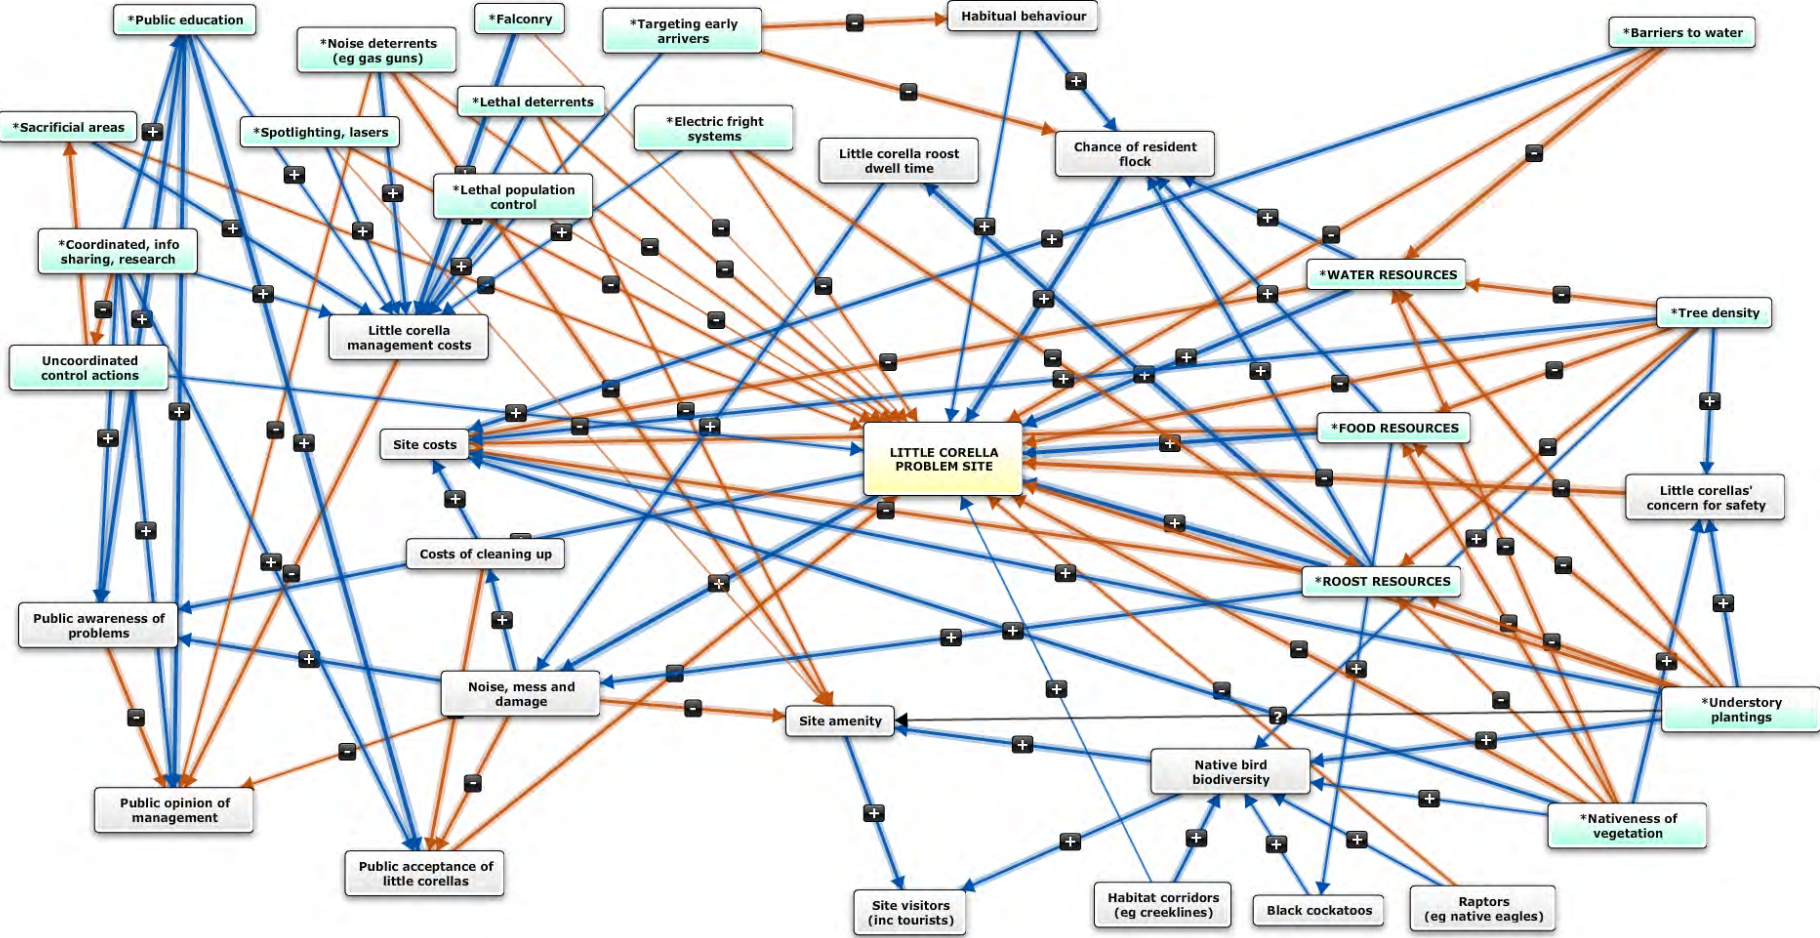 *Public education
*Falconry
*Targeting early
arrivers
Habitual behaviour
*Barriers to water
*Noise deterrents
(eg gas guns)
*Lethal deterrents
*Sacrificial areas
*Spotlighting, lasers
*Electric fright
systems
Little corella roost
dwell time
Chance of resident
flock
*Lethal population
control
*Coordinated, info
sharing, research
*WATER RESOURCES
*Tree density
Little corella
management costs
Uncoordinated
control actions
*FOOD RESOURCES
Site costs
LITTLE CORELLA
PROBLEM SITE
Little corellas'
concern for safety
Costs of cleaning up
*ROOST RESOURCES
Public awareness of
problems
Noise, mess and
damage
Site amenity
*Understory
plantings
?
Native bird
biodiversity
Public opinion of
management
*Nativeness of
vegetation
Public acceptance of
little corellas
Site visitors
(inc tourists)
Habitat corridors
(eg creeklines)
Black cockatoos
Raptors
(eg native eagles)